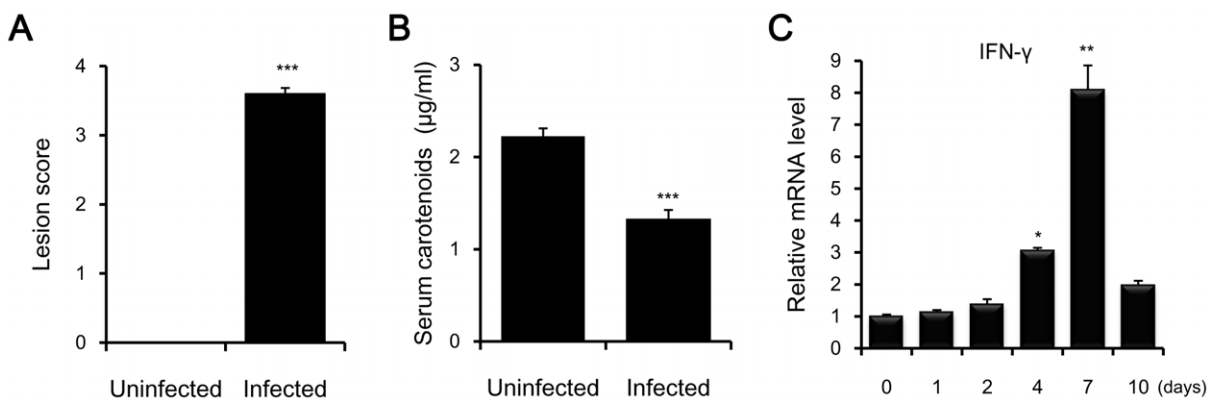 A
Lesion score
4
3
2
1
0
***
Uninfected Infected
B
Serum carotenoids (µg/ml)
3
2
1
0
***
Uninfected Infected
C
IFN-γ
Relative mRNA level
9
8
7
6
5
4
3
2
1
0
*
**
0 1 2 4 7 10 (days)